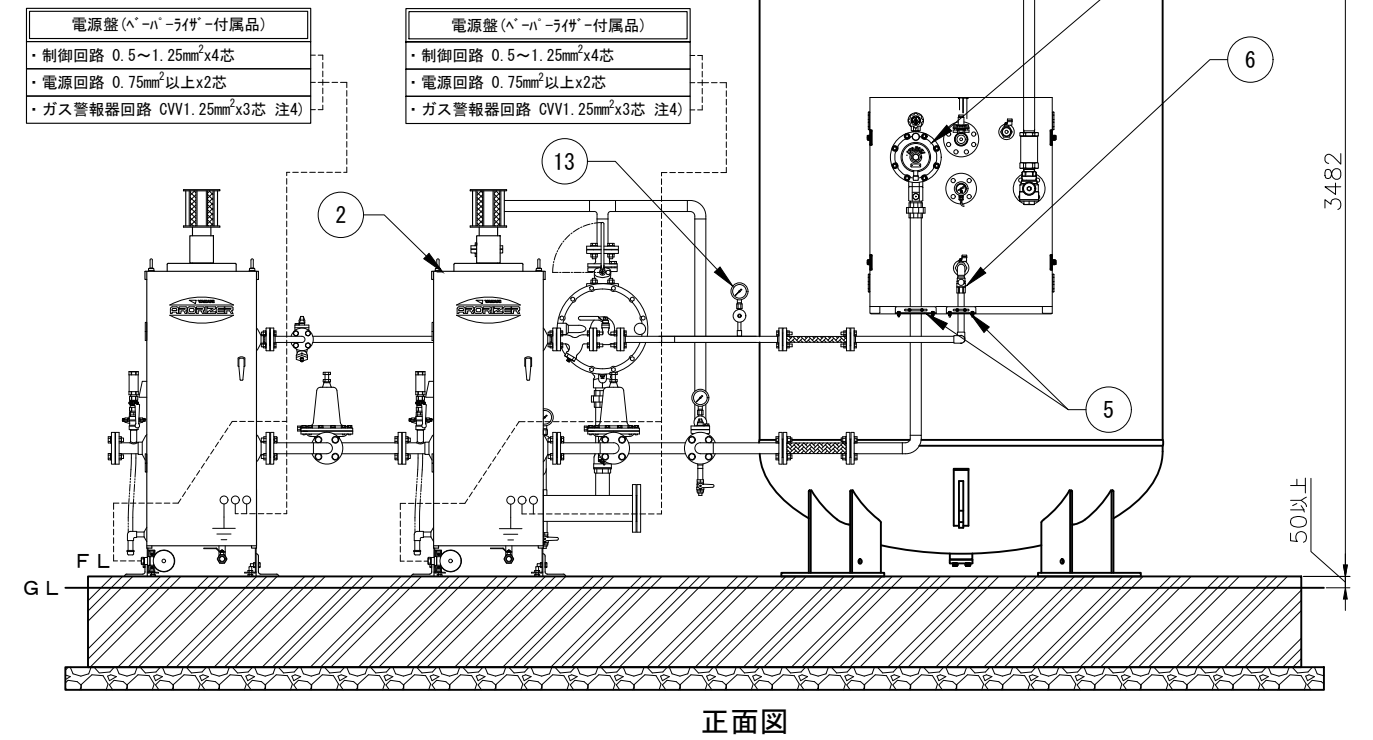 電源盤(ﾍﾞｰﾊﾟｰﾗｲｻﾞｰ付属品)
・制御回路 0.5～1.25mm²x4芯
・電源回路 0.75mm²以上x2芯
・ガス警報器回路 CVV1.25mm²x3芯 注4)
電源盤(ﾍﾞｰﾊﾟｰﾗｲｻﾞｰ付属品)
・制御回路 0.5～1.25mm²x4芯
・電源回路 0.75mm²以上x2芯
・ガス警報器回路 CVV1.25mm²x3芯 注4)
6
13
2
3482
5
50以上
FL
GL
正面図